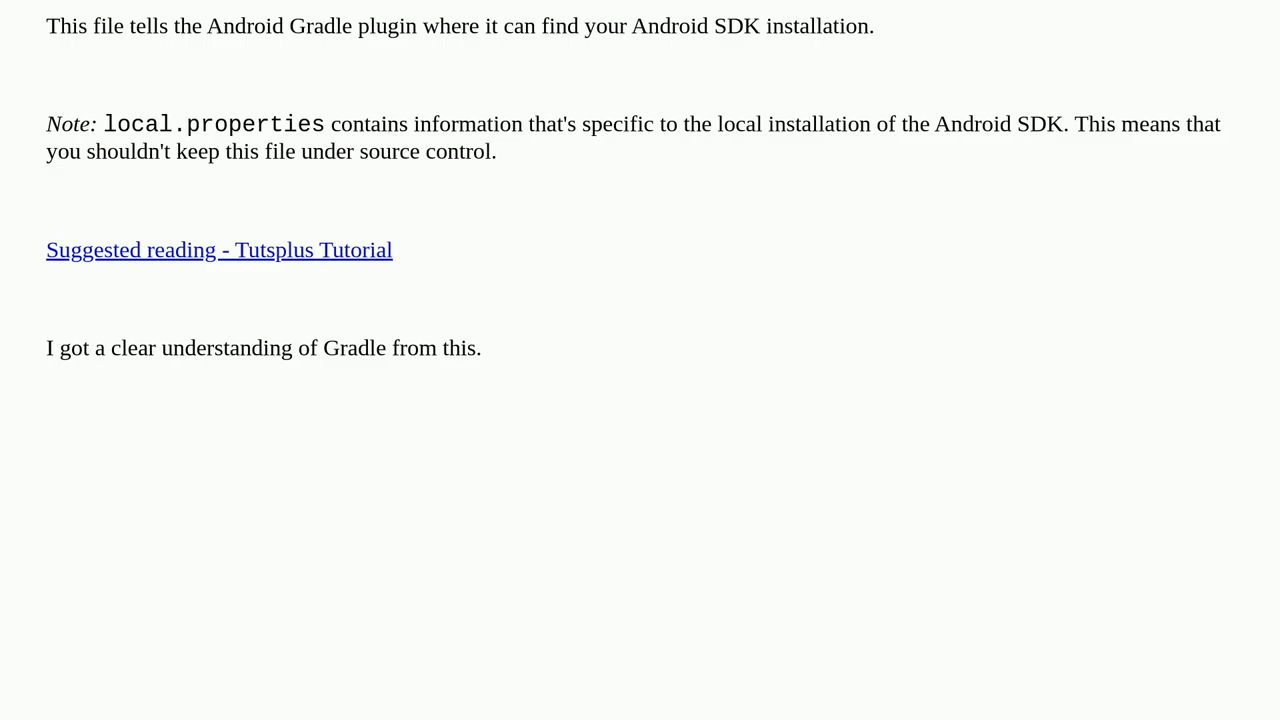 This file tells the Android Gradle plugin where it can find your Android SDK installation.
Note: local.properties contains information that's specific to the local installation of the Android SDK. This means that
you shouldn't keep this file under source control.
Suggested reading - Tutsplus Tutorial
I got a clear understanding of Gradle from this.